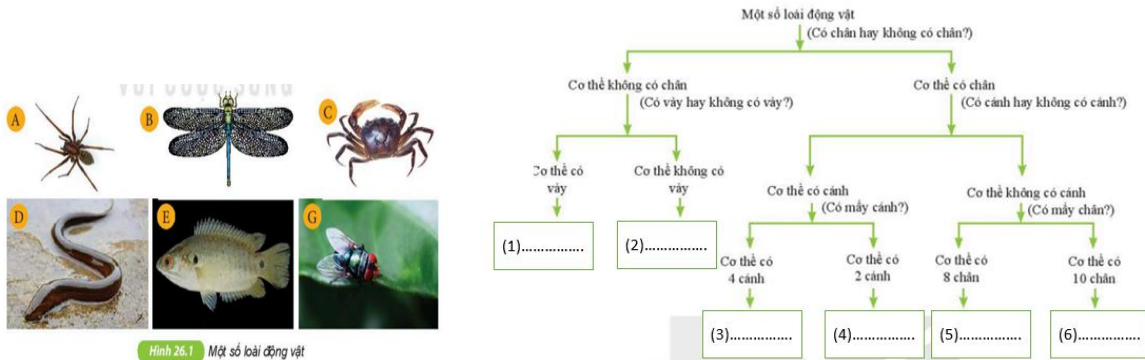 A
B
C
D
E
G
Hình 26.1 Một số loài động vật
Một số loài động vật
(Có chân hay không có chân?)
Cơ thể không có chân
(Có vảy hay không có vảy?)
Cơ thể có chân
(Có cánh hay không có cánh?)
Cơ thể có
vảy
Cơ thể không có
vảy
Cơ thể có cánh
(Có mấy cánh?)
Cơ thể không có cánh
(Có mấy chân?)
(1)................
(2)...............
Cơ thể có
4 cánh
Cơ thể có
2 cánh
Cơ thể có
8 chân
Cơ thể có
10 chân
(3)...............
(4)...............
(5)................
(6)................